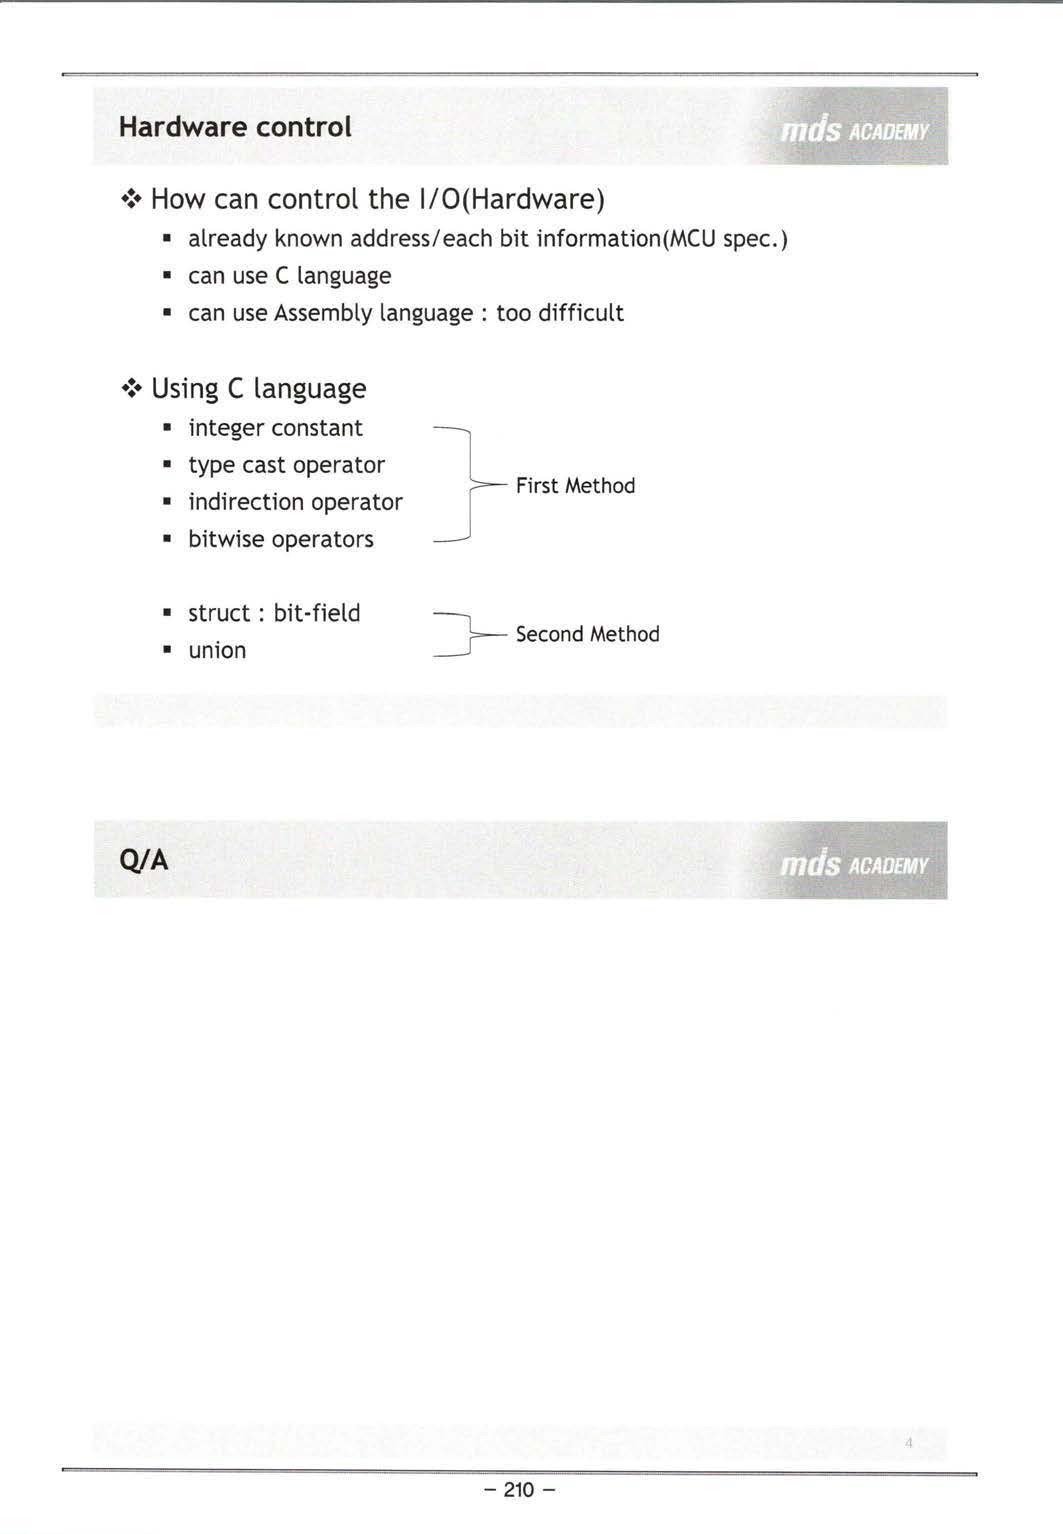 Hardware control
mds ACADEMY
❖ How can control the I/O(Hardware)
▪ already known address/each bit information(MCU spec.)
▪ can use C language
▪ can use Assembly language : too difficult
❖ Using C language
▪ integer constant
▪ type cast operator
▪ indirection operator
▪ bitwise operators
First Method
▪ struct : bit-field
▪ union
Second Method
Q/A
mds ACADEMY
4
– 210 –